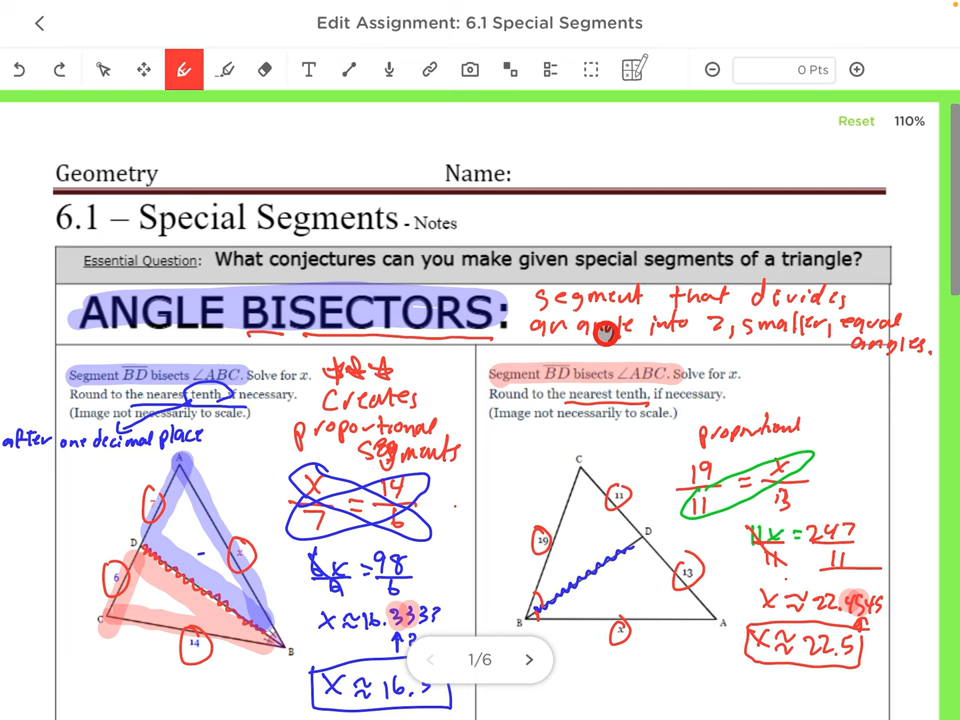 Edit Assignment: 6.1 Special Segments
T
0 Pts
Reset 110%
Geometry Name:
6.1 – Special Segments - Notes
Essential Question: What conjectures can you make given special segments of a triangle?
ANGLE BISECTORS:
segment that divides
an angle into 2, smaller, equal
angles.
Segment BD bisects ∠ABC. Solve for x.
Round to the nearest tenth, if necessary.
(Image not necessarily to scale.)
after one decimal place
Creates
proportional
segments
A
7
D
x
6
C
14
B
x/7 = 14/6
6x/6 = 98/6
x ≈ 16.3333
x ≈ 16.3
Segment BD bisects ∠ABC. Solve for x.
Round to the nearest tenth, if necessary.
(Image not necessarily to scale.)
proportional
C
11
D
19
13
B
x
A
19/11 = x/13
11x/11 = 247/11
x ≈ 22.4545
x ≈ 22.5
1/6